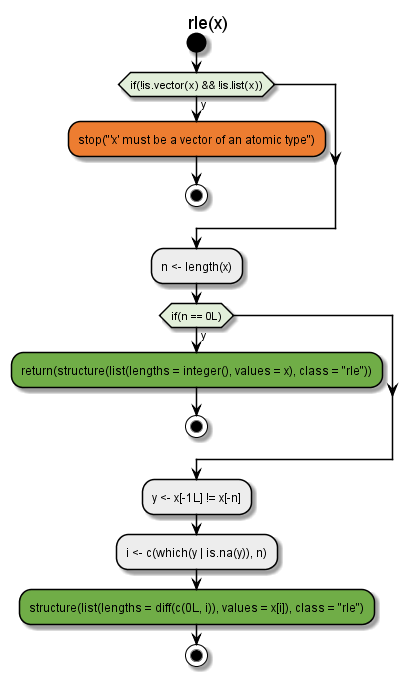 rle(x)
if(!is.vector(x) && !is.list(x))
y
stop("'x' must be a vector of an atomic type")
n <- length(x)
if(n == 0L)
y
return(structure(list(lengths = integer(), values = x), class = "rle"))
y <- x[-1L] != x[-n]
i <- c(which(y | is.na(y)), n)
structure(list(lengths = diff(c(0L, i)), values = x[i]), class = "rle")